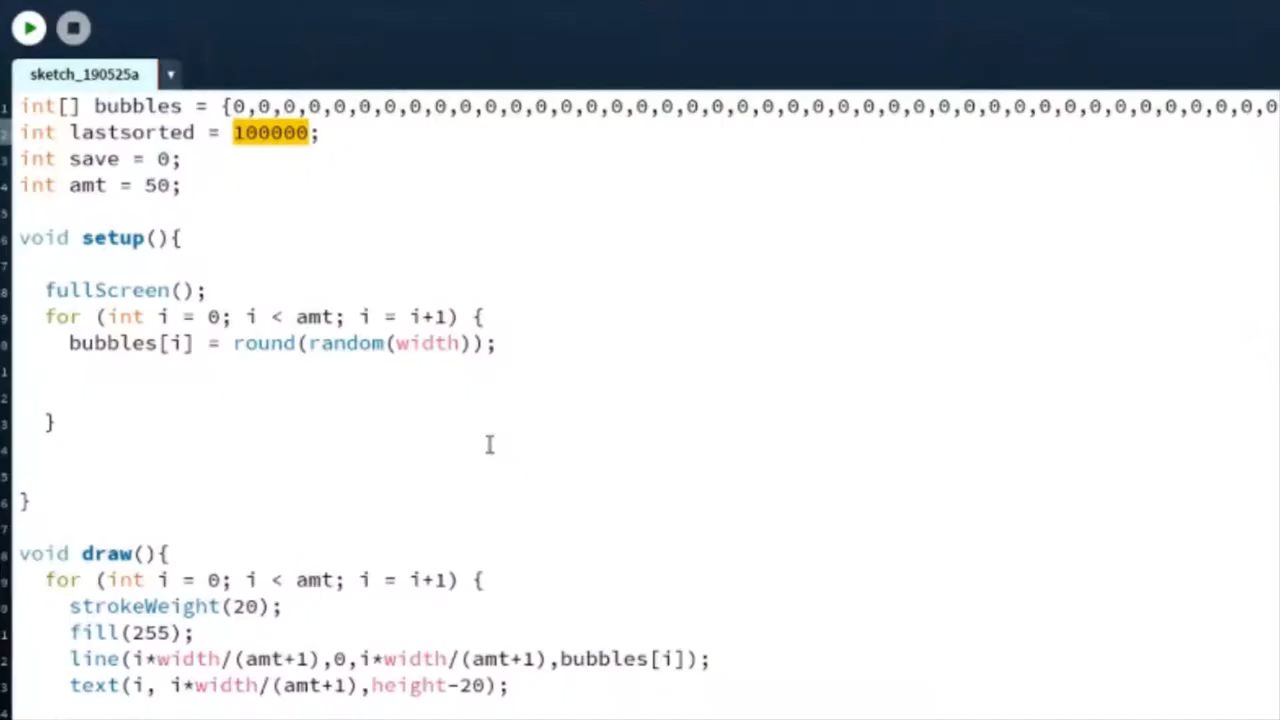 sketch_190525a
int[] bubbles = {0,0,0,0,0,0,0,0,0,0,0,0,0,0,0,0,0,0,0,0,0,0,0,0,0,0,0,0,0,0,0,0,0,0,0,0,0,0,0,0,0,0
int lastsorted = 100000;
int save = 0;
int amt = 50;
void setup(){
fullScreen();
for (int i = 0; i < amt; i = i+1) {
bubbles[i] = round(random(width));
}
}
void draw(){
for (int i = 0; i < amt; i = i+1) {
strokeWeight(20);
fill(255);
line(i*width/(amt+1),0,i*width/(amt+1),bubbles[i]);
text(i, i*width/(amt+1),height-20);